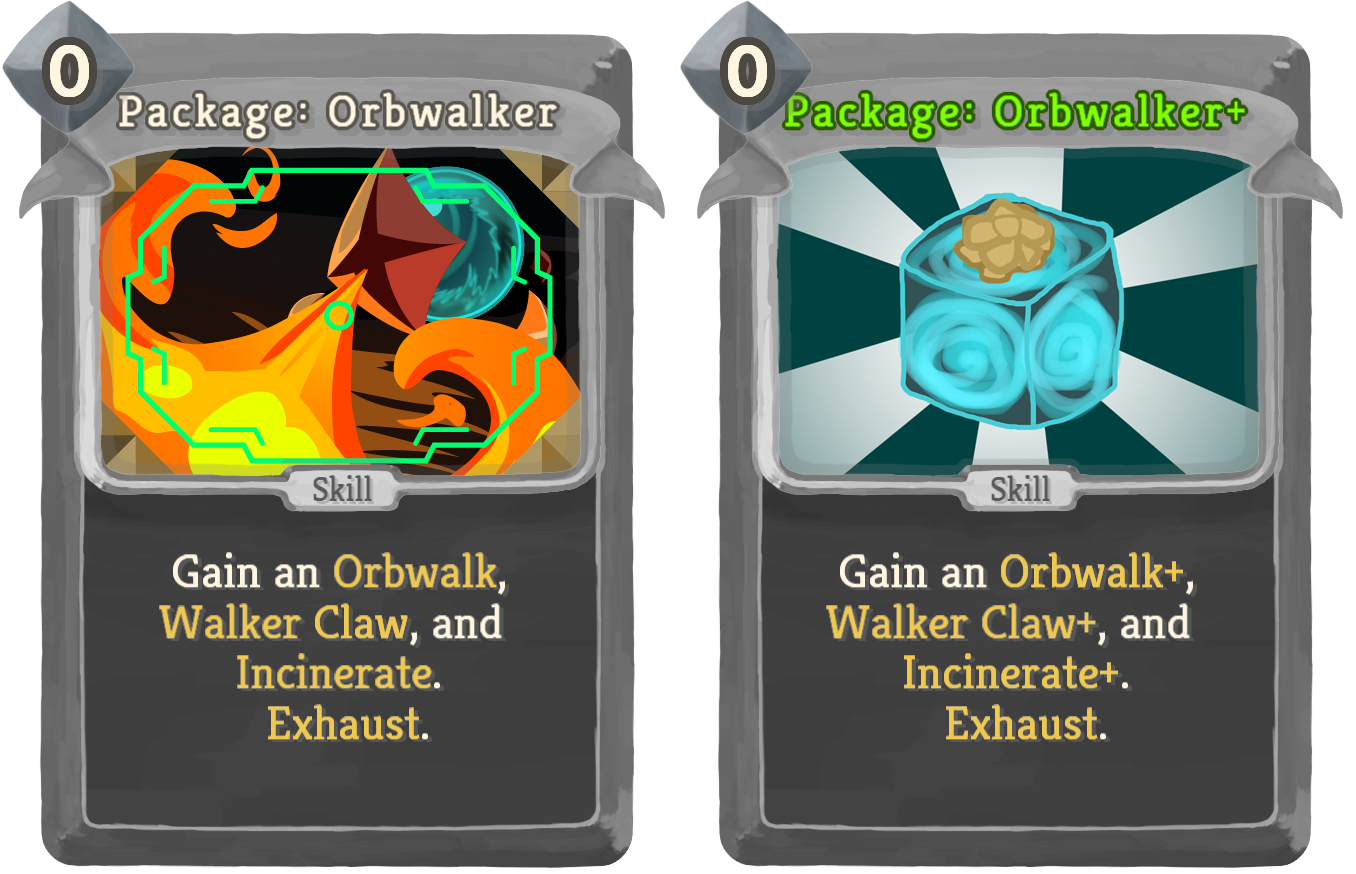 0
Package: Orbwalker
Skill
Gain an Orbwalk,
Walker Claw, and
Incinerate.
Exhaust.
0
Package: Orbwalker+
Skill
Gain an Orbwalk+,
Walker Claw+, and
Incinerate+.
Exhaust.